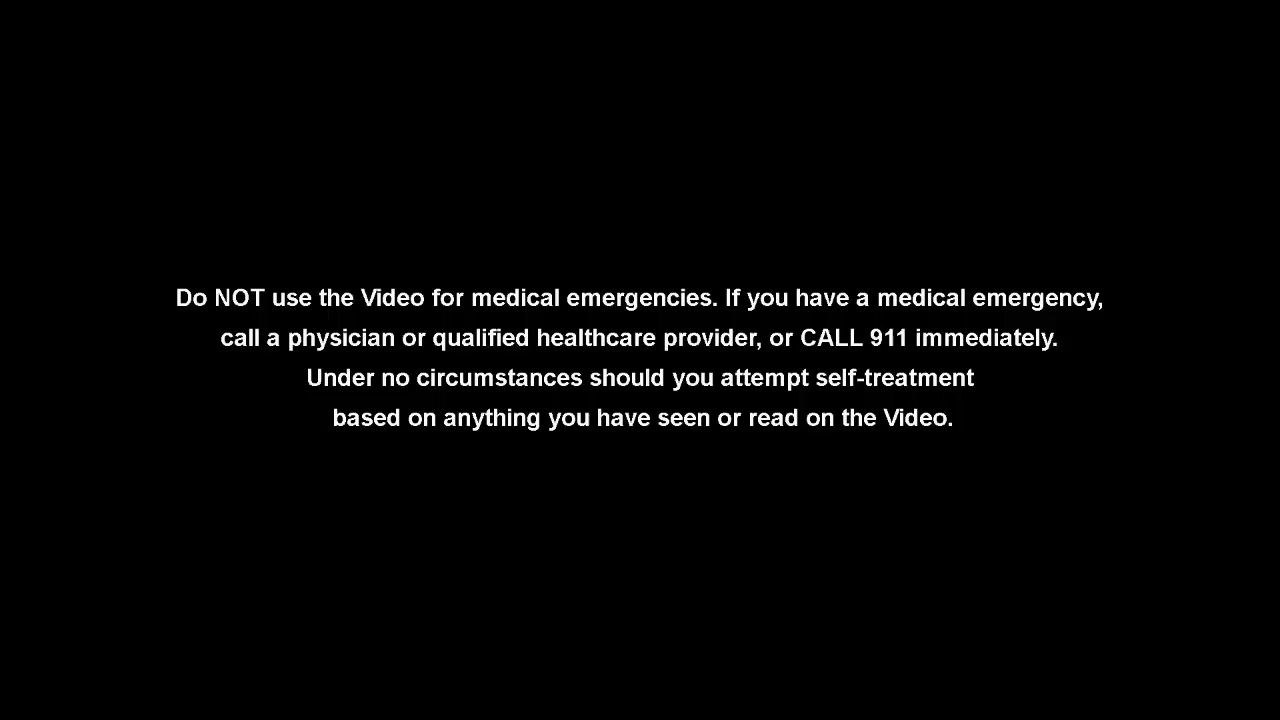 Do NOT use the Video for medical emergencies. If you have a medical emergency,
call a physician or qualified healthcare provider, or CALL 911 immediately.
Under no circumstances should you attempt self-treatment
based on anything you have seen or read on the Video.